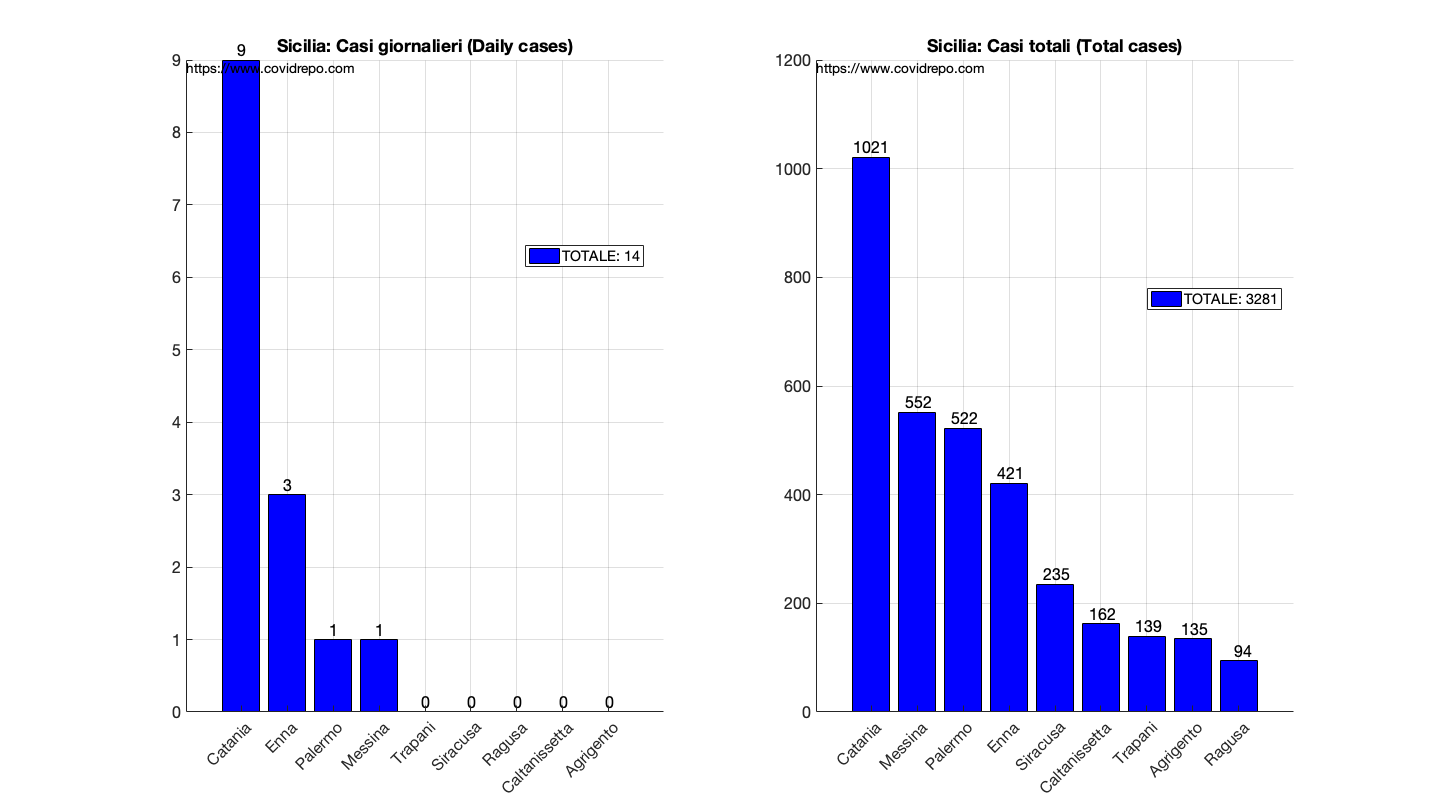 Sicilia: Casi giornalieri (Daily cases)
https://www.covidrepo.com
9
8
7
6
5
4
3
2
1
0
9
3
1
1
0
0
0
0
0
TOTALE: 14
Catania
Enna
Palermo
Messina
Trapani
Siracusa
Ragusa
Caltanissetta
Agrigento
Sicilia: Casi totali (Total cases)
https://www.covidrepo.com
1200
1000
800
600
400
200
0
1021
552
522
421
235
162
139
135
94
TOTALE: 3281
Catania
Messina
Palermo
Enna
Siracusa
Caltanissetta
Trapani
Agrigento
Ragusa